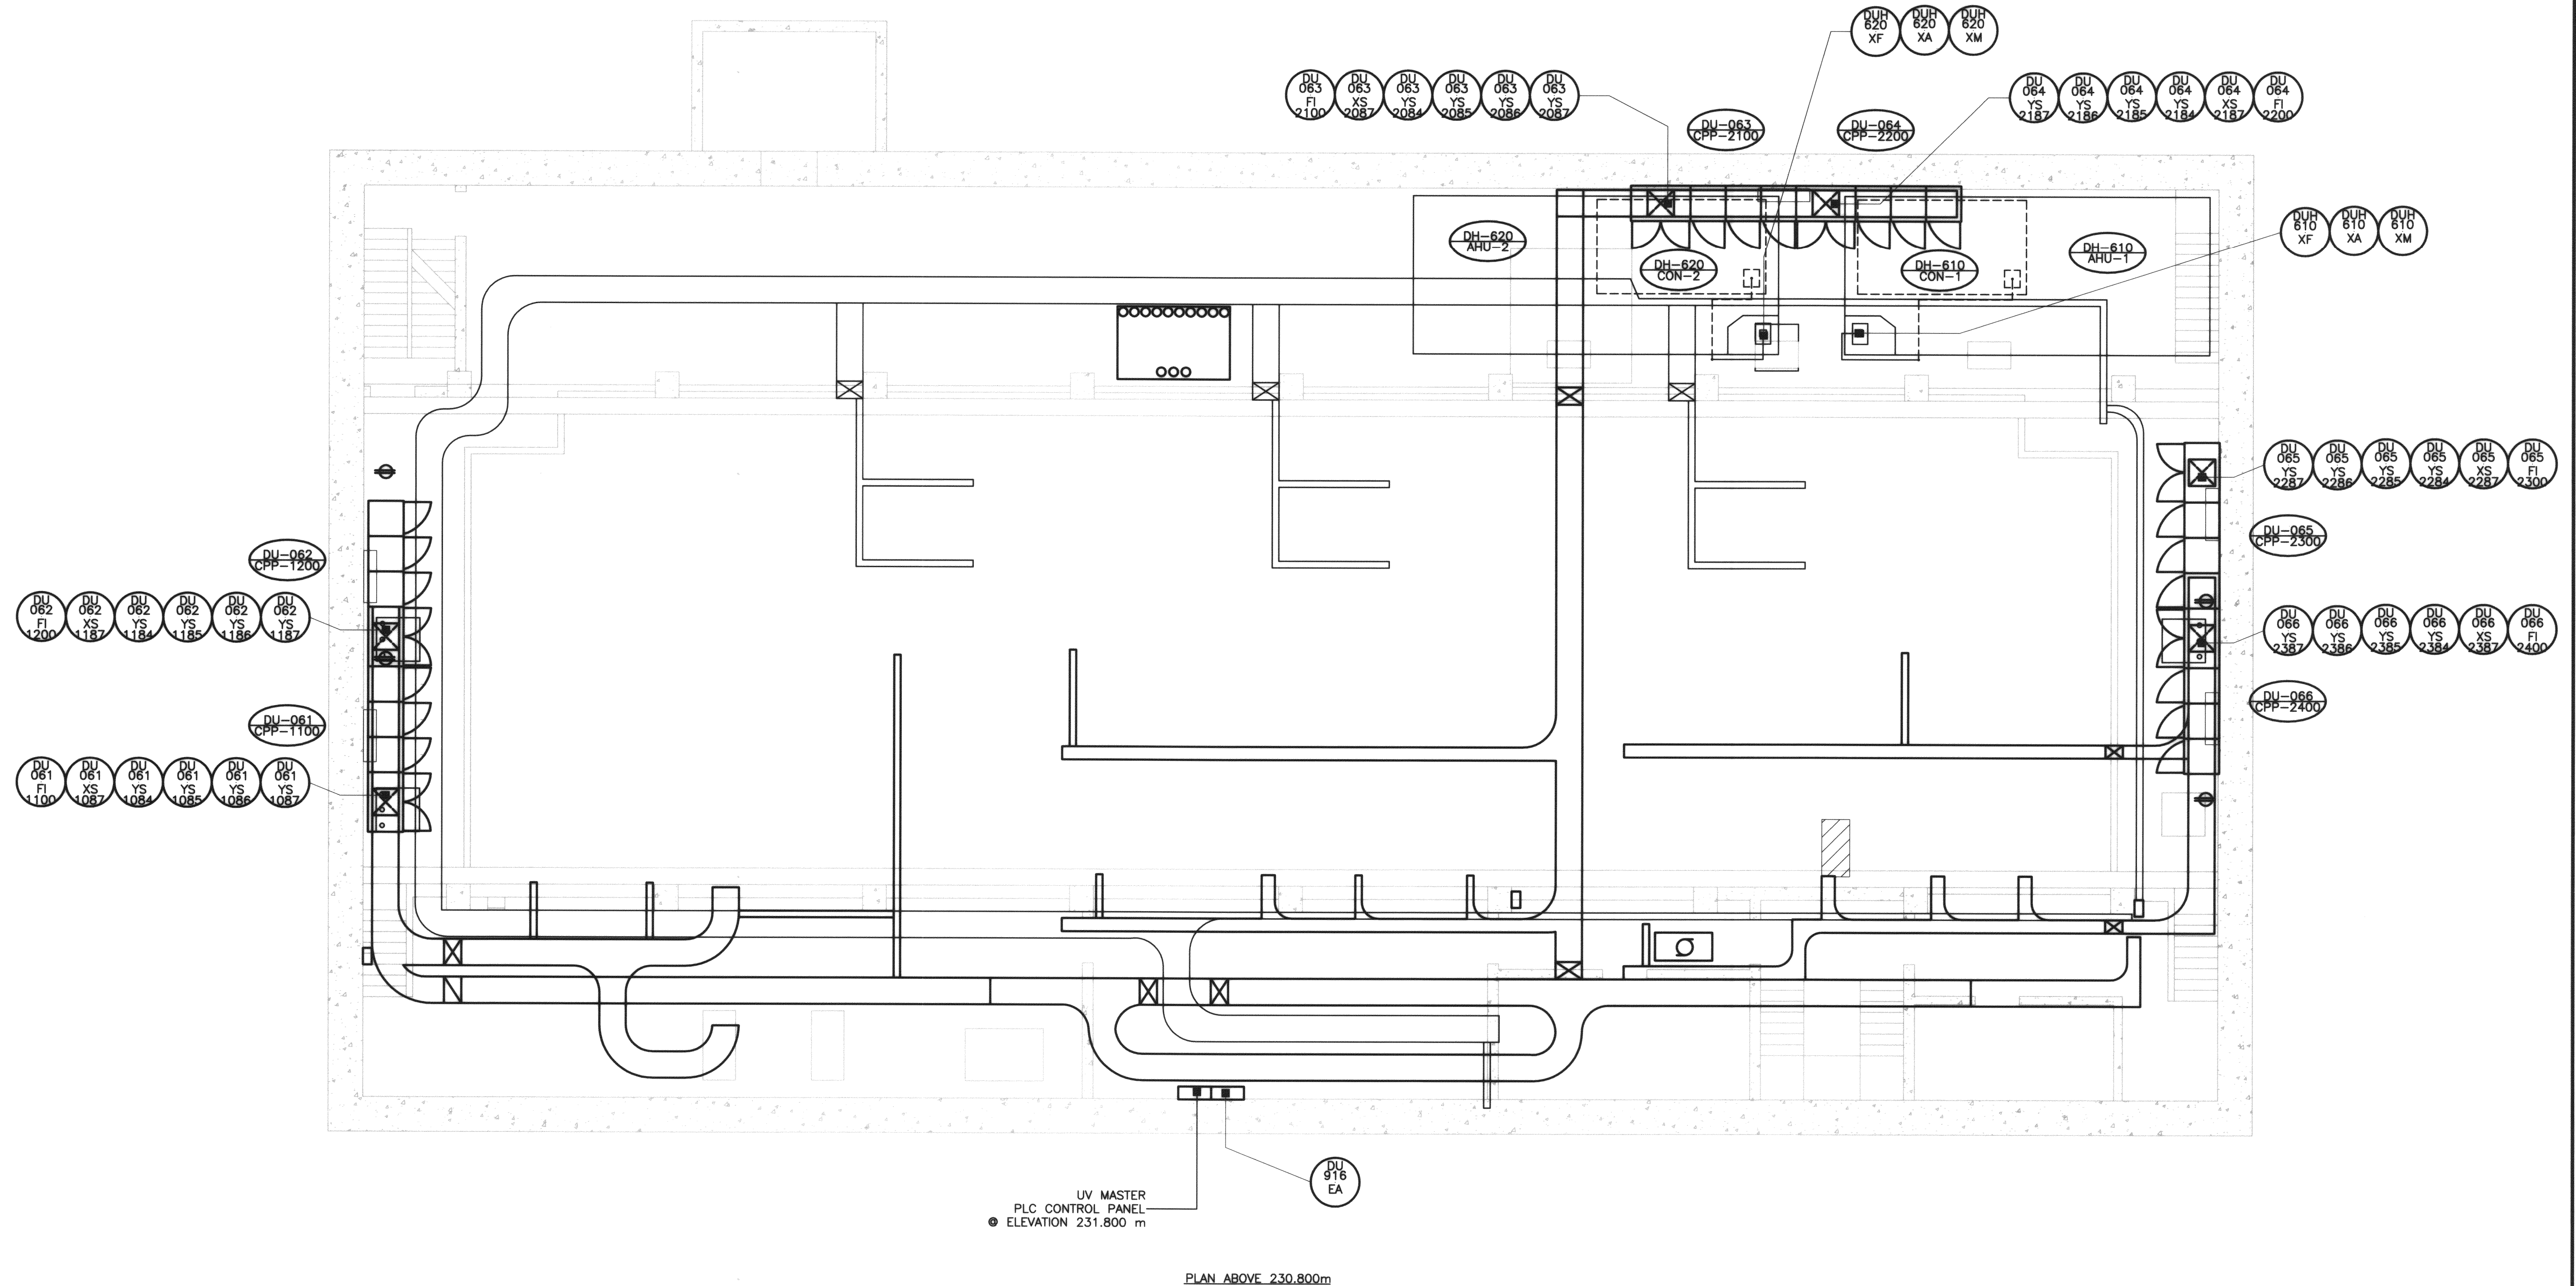 DUH
620
XF
DUH
620
XA
DUH
620
XM
DU
063
FI
2100
DU
063
XS
2087
DU
063
YS
2084
DU
063
YS
2085
DU
063
YS
2086
DU
063
YS
2087
DU
064
YS
2187
DU
064
YS
2186
DU
064
YS
2185
DU
064
YS
2184
DU
064
XS
2187
DU
064
FI
2200
DU-063
CPP-2100
DU-064
CPP-2200
DUH
610
XF
DUH
610
XA
DUH
610
XM
DH-620
AHU-2
DH-620
CON-2
DH-610
CON-1
DH-610
AHU-1
DU
065
YS
2287
DU
065
YS
2286
DU
065
YS
2285
DU
065
YS
2284
DU
065
XS
2287
DU
065
FI
2300
DU-065
CPP-2300
DU-062
CPP-1200
DU
062
FI
1200
DU
062
XS
1187
DU
062
YS
1184
DU
062
YS
1185
DU
062
YS
1186
DU
062
YS
1187
DU
066
YS
2387
DU
066
YS
2386
DU
066
YS
2385
DU
066
YS
2384
DU
066
XS
2387
DU
066
FI
2400
DU-066
CPP-2400
DU-061
CPP-1100
DU
061
FI
1100
DU
061
XS
1087
DU
061
YS
1084
DU
061
YS
1085
DU
061
YS
1086
DU
061
YS
1087
DU
916
EA
UV MASTER
PLC CONTROL PANEL
@ ELEVATION 231.800 m
PLAN ABOVE 230.800m